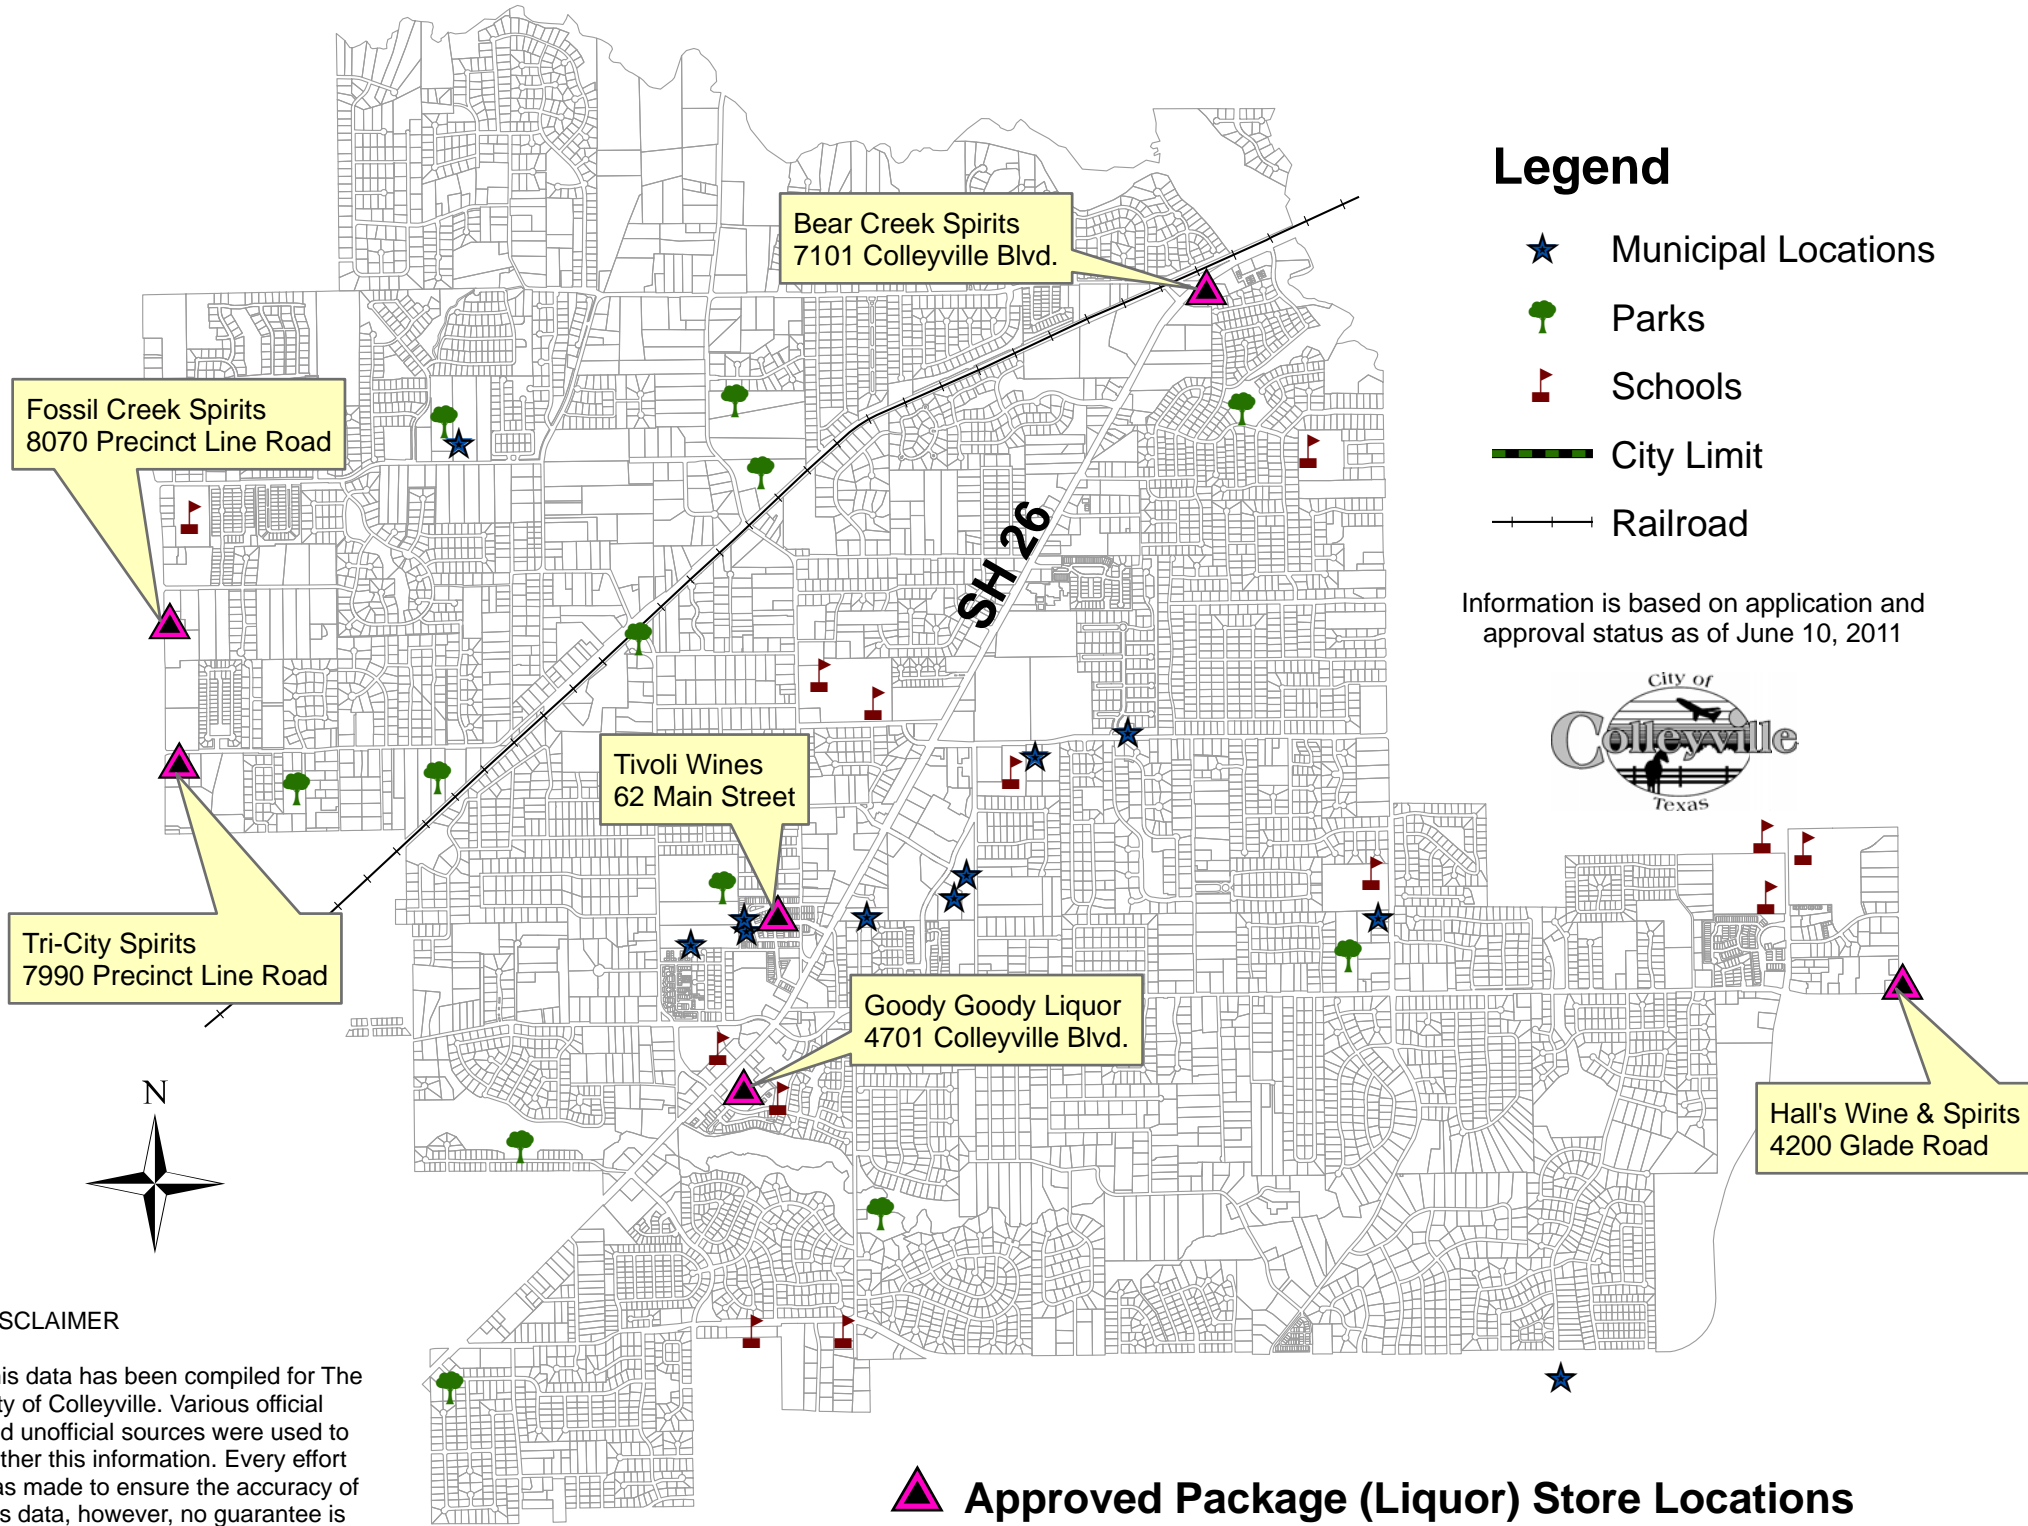 Legend
Municipal Locations
Parks
Schools
City Limit
Railroad
Information is based on application and
approval status as of June 10, 2011
City of
Colleyville
Texas
Bear Creek Spirits
7101 Colleyville Blvd.
Fossil Creek Spirits
8070 Precinct Line Road
SH 26
Tivoli Wines
62 Main Street
Tri-City Spirits
7990 Precinct Line Road
Goody Goody Liquor
4701 Colleyville Blvd.
Hall's Wine & Spirits
4200 Glade Road
N
SCLAIMER
is data has been compiled for The
ty of Colleyville. Various official
d unofficial sources were used to
ther this information. Every effort
as made to ensure the accuracy of
s data, however, no guarantee is
Approved Package (Liquor) Store Locations